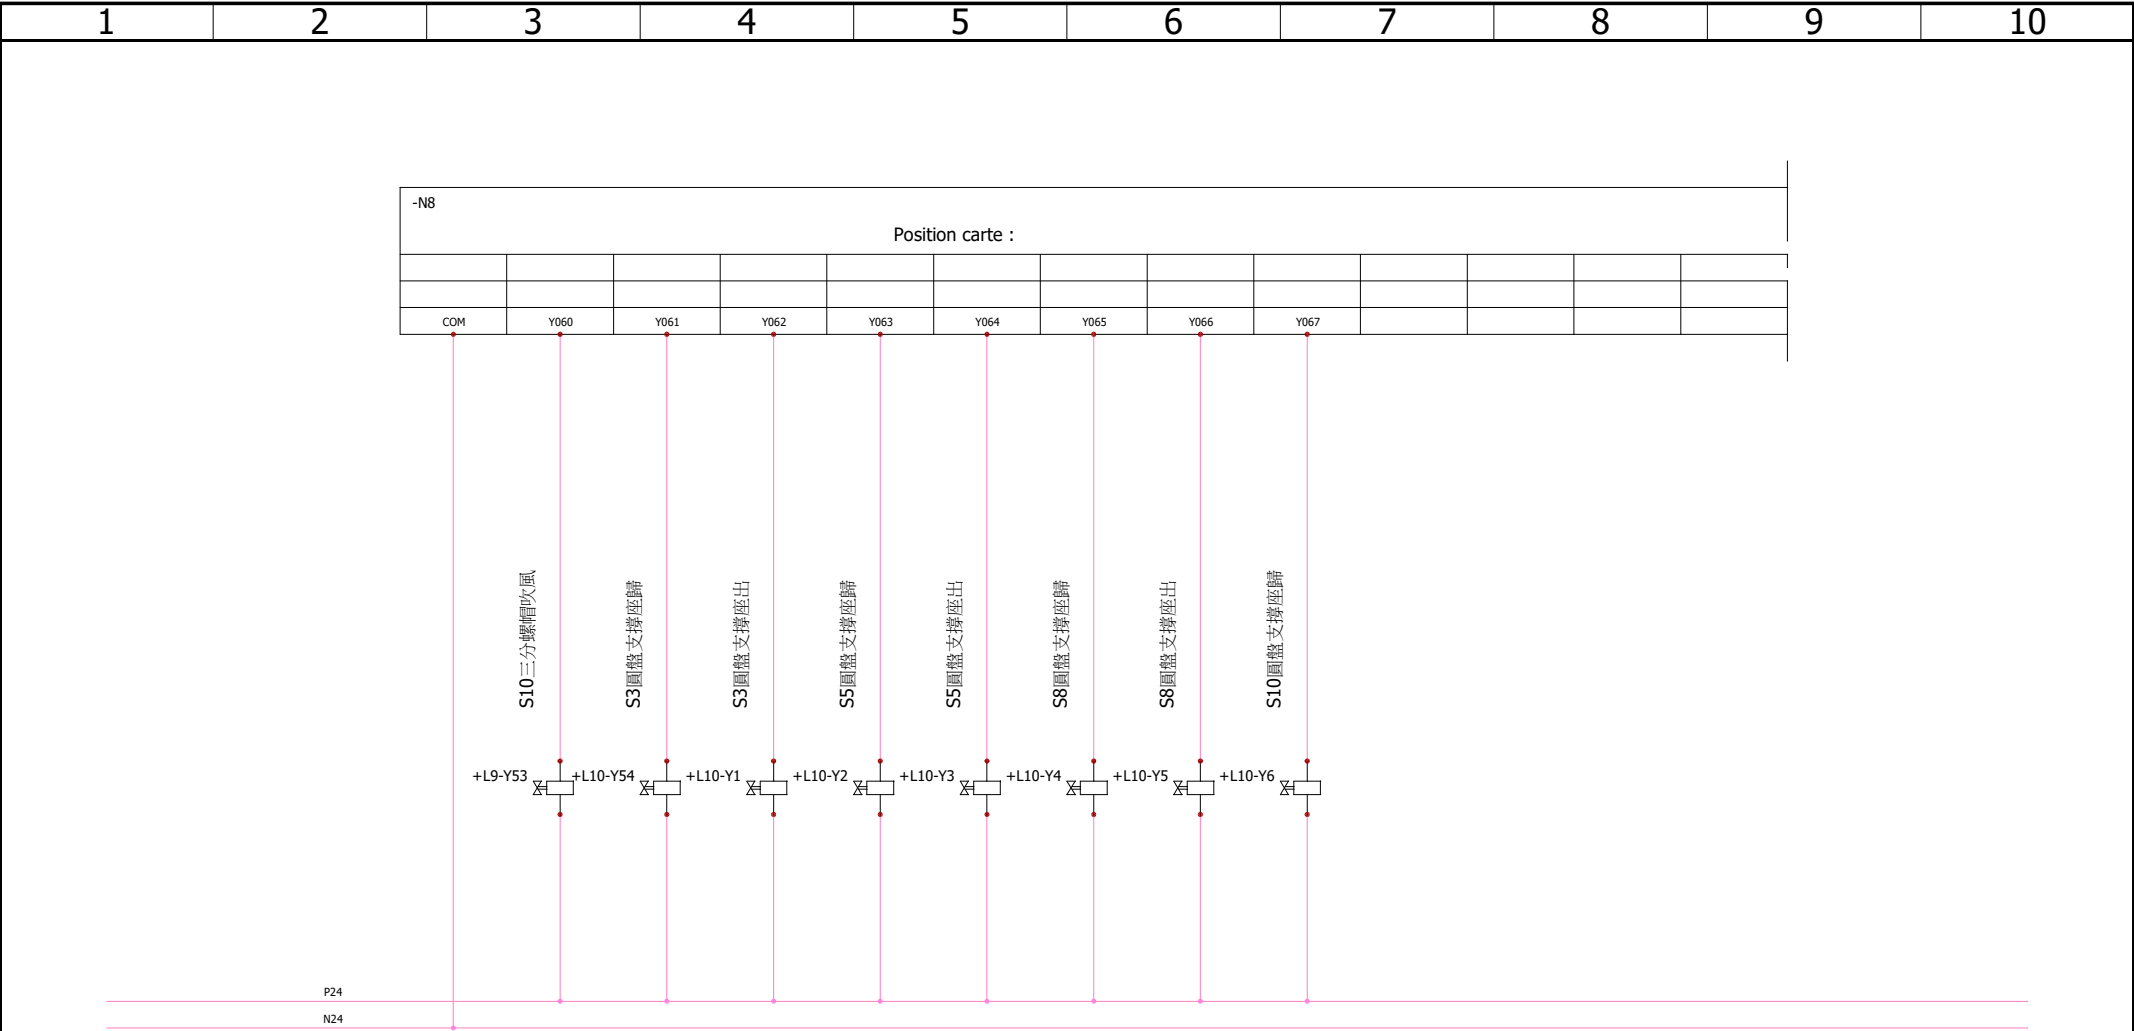 1 2 3 4 5 6 7 8 9 10
-N8
Position carte :
COM Y060 Y061 Y062 Y063 Y064 Y065 Y066 Y067
S10三分螺帽吹風
S3圓盤支撐座歸
S3圓盤支撐座出
S5圓盤支撐座歸
S5圓盤支撐座出
S8圓盤支撐座歸
S8圓盤支撐座出
S10圓盤支撐座歸
+L9-Y53 +L10-Y54 +L10-Y1 +L10-Y2 +L10-Y3 +L10-Y4 +L10-Y5 +L10-Y6
P24
N24